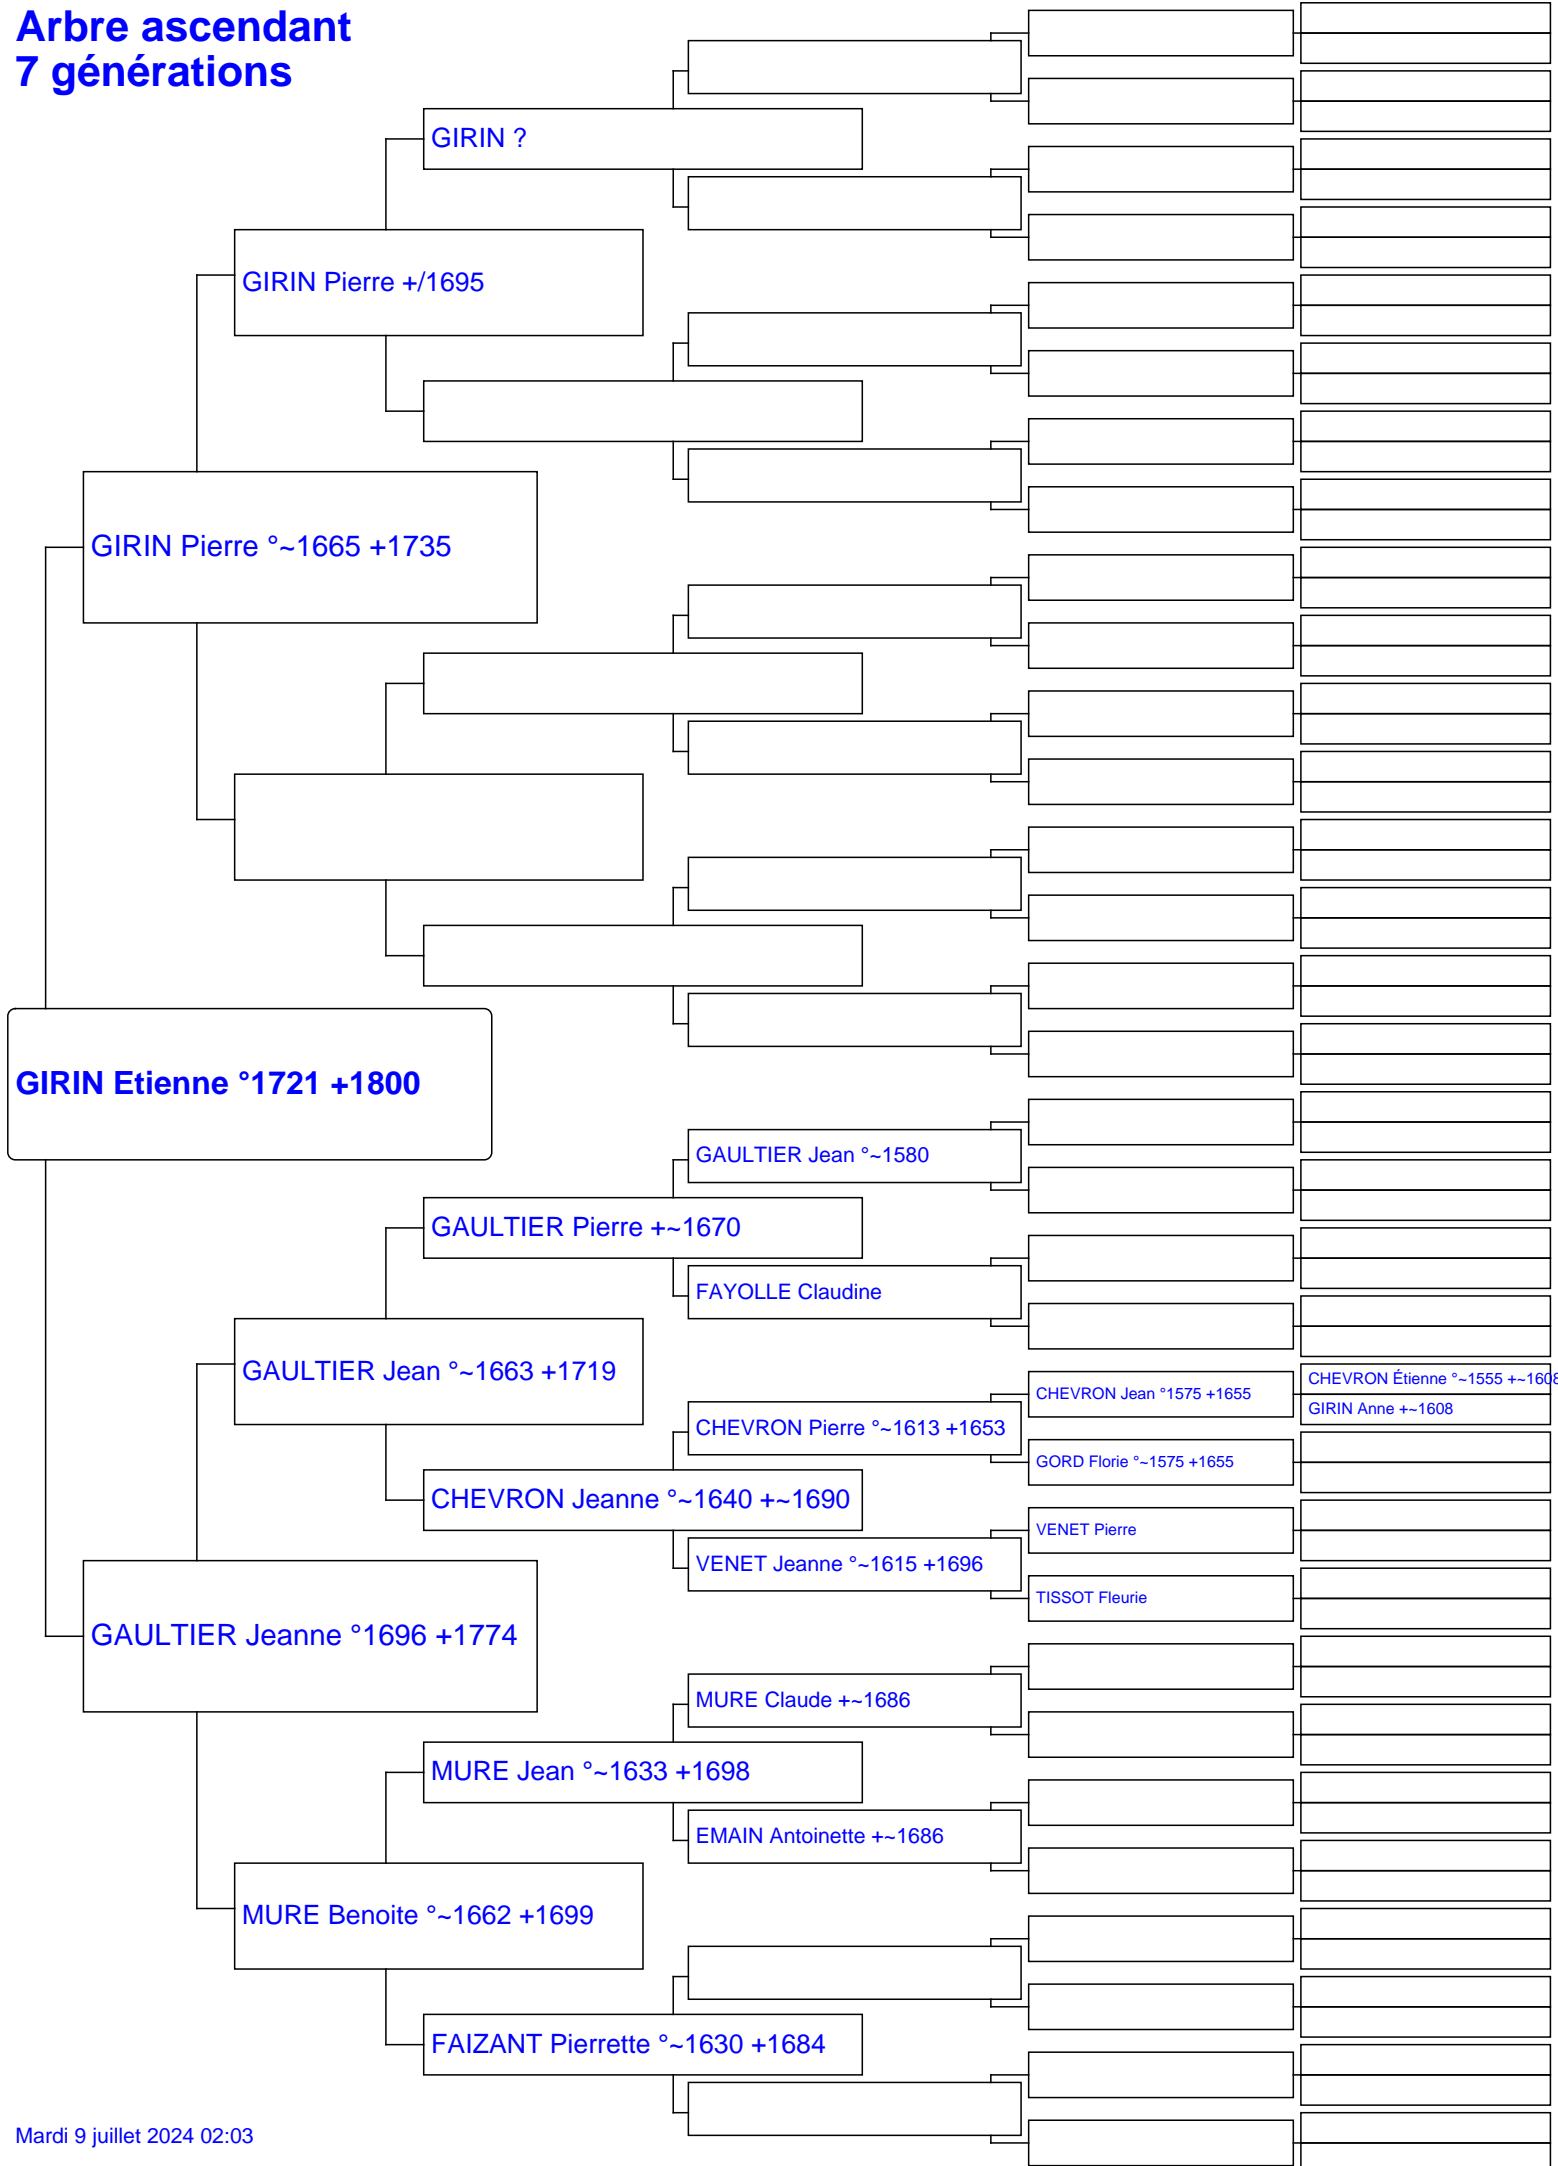 Arbre ascendant
7 générations
GIRIN ?
GIRIN Pierre +/1695
GIRIN Pierre °~1665 +1735
GIRIN Etienne °1721 +1800
GAULTIER Jean °~1580
GAULTIER Pierre +~1670
FAYOLLE Claudine
GAULTIER Jean °~1663 +1719
CHEVRON Étienne °~1555 +~1608
CHEVRON Jean °1575 +1655
GIRIN Anne +~1608
CHEVRON Pierre °~1613 +1653
GORD Florie °~1575 +1655
CHEVRON Jeanne °~1640 +~1690
VENET Pierre
VENET Jeanne °~1615 +1696
TISSOT Fleurie
GAULTIER Jeanne °1696 +1774
MURE Claude +~1686
MURE Jean °~1633 +1698
EMAIN Antoinette +~1686
MURE Benoite °~1662 +1699
FAIZANT Pierrette °~1630 +1684
Mardi 9 juillet 2024 02:03